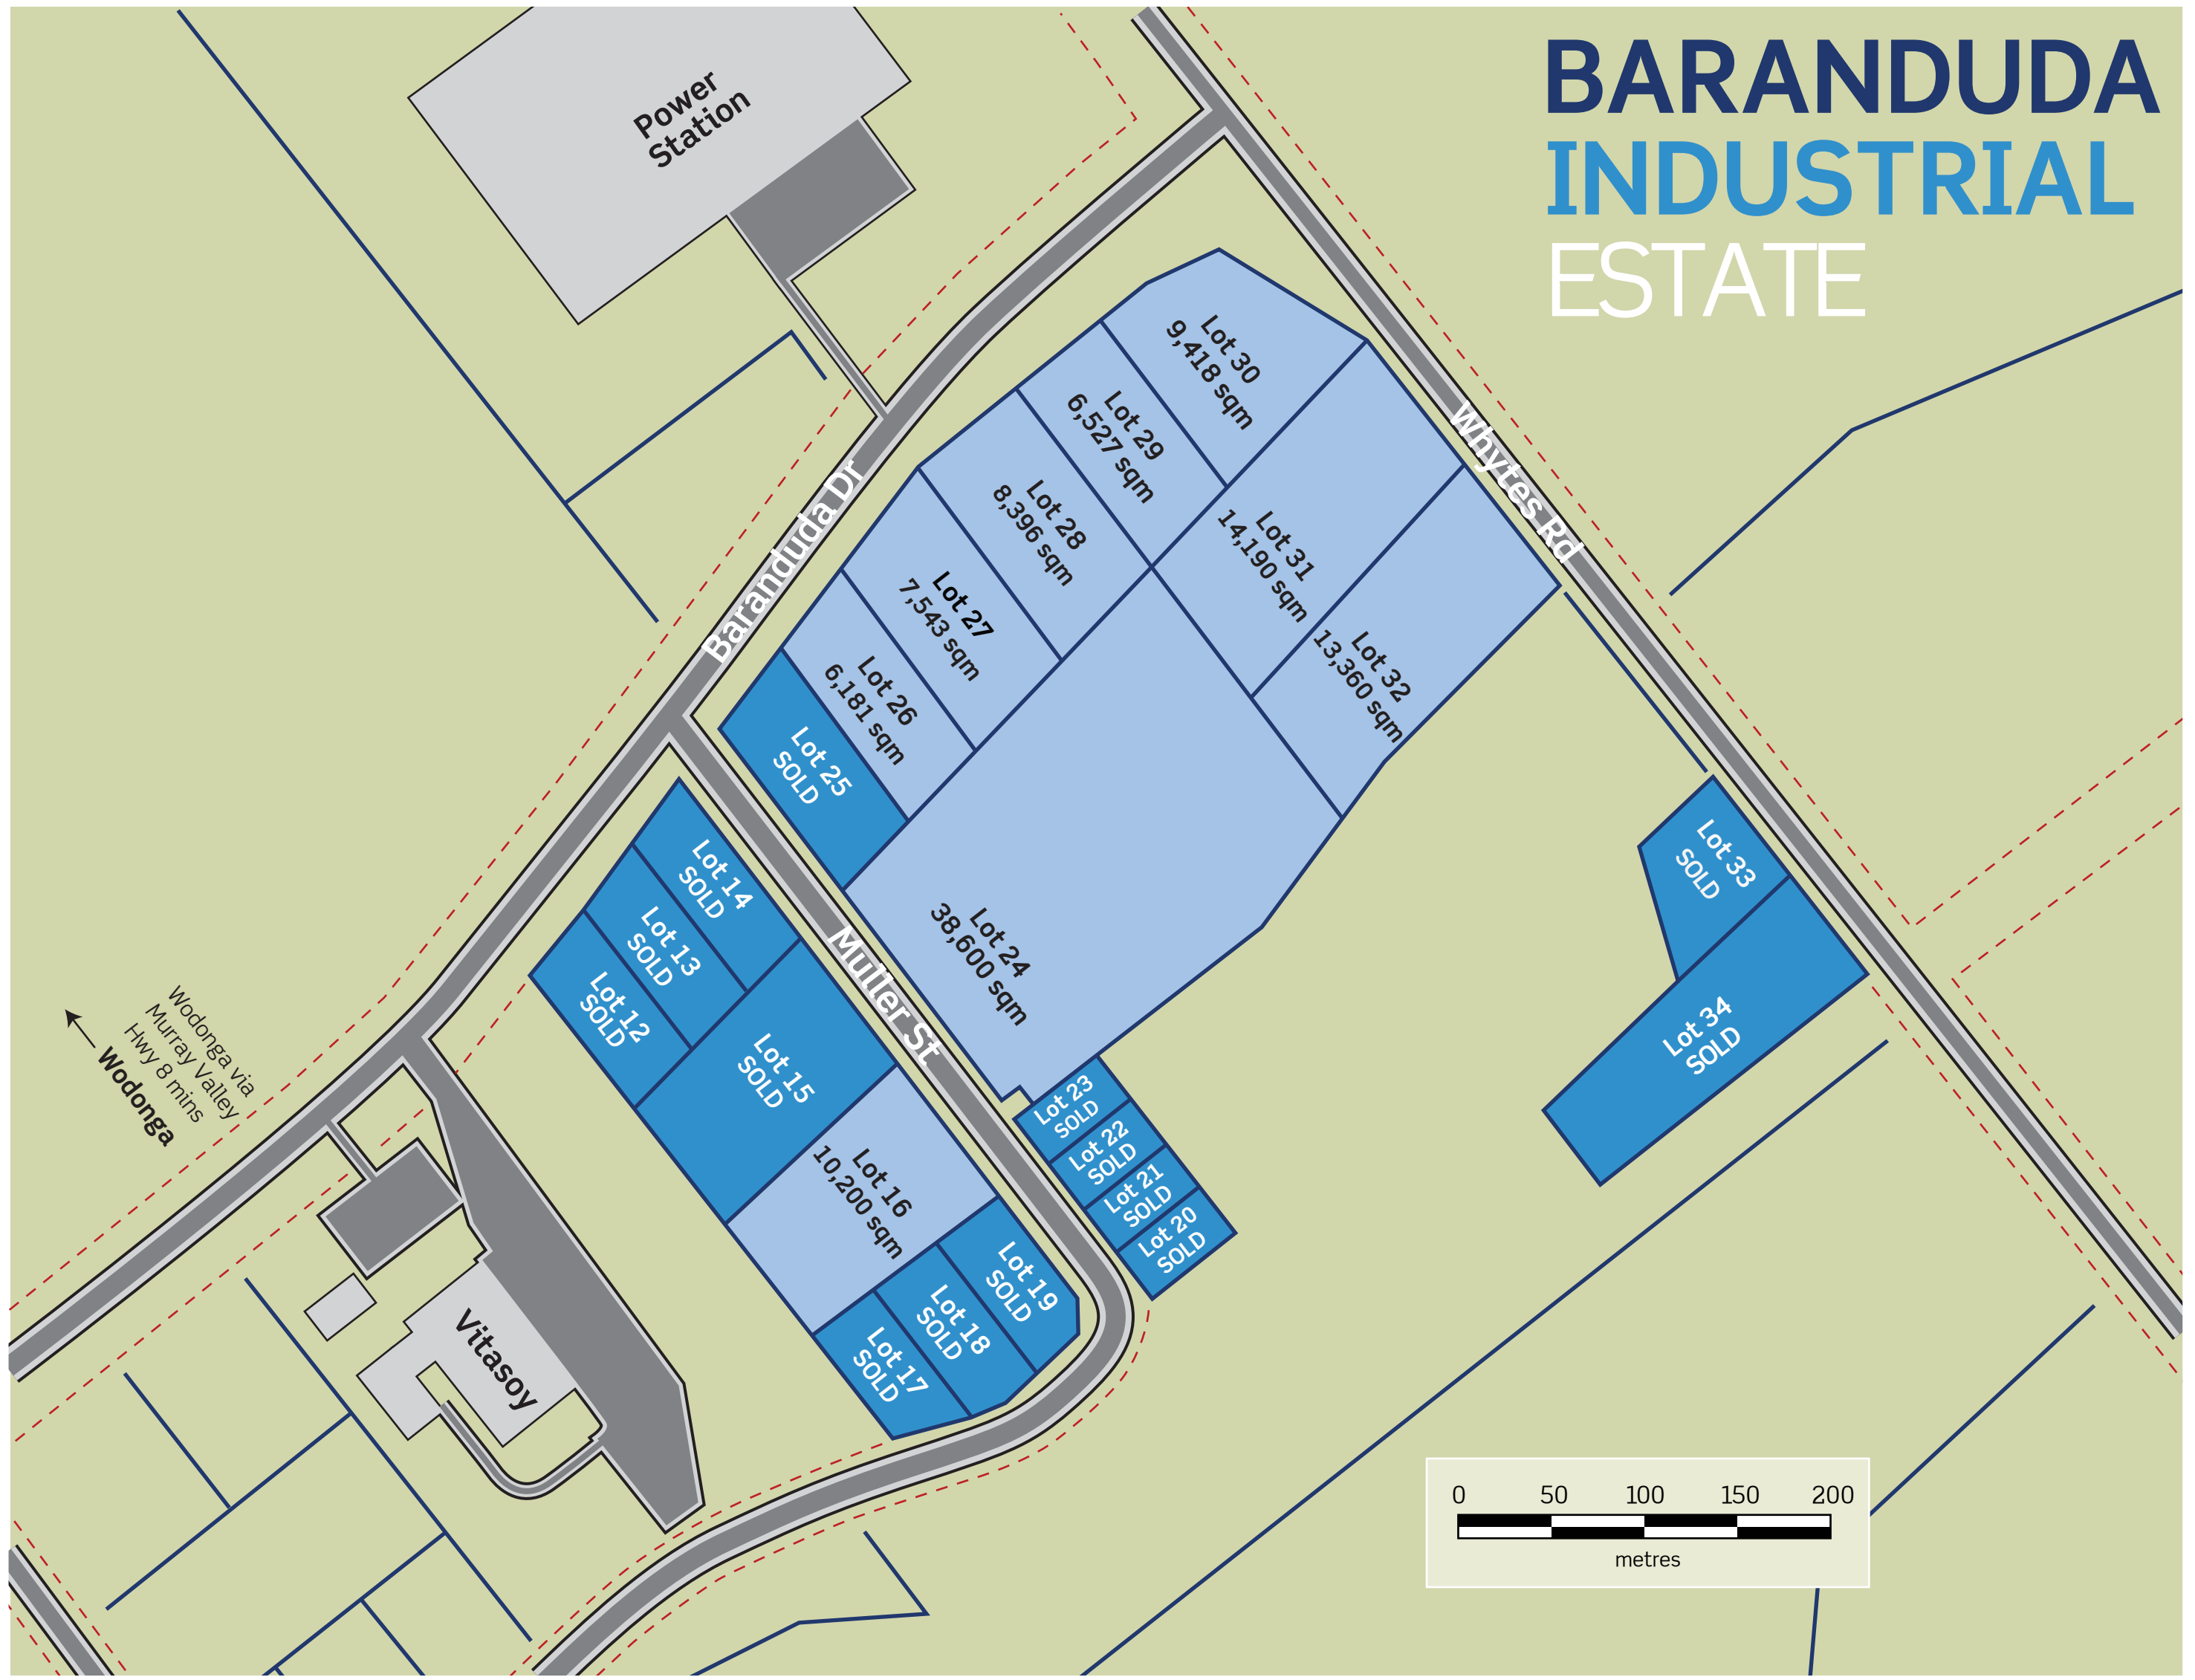 BARANDUDA
INDUSTRIAL
ESTATE
Power
Station
Baranduda Dr
Whytes Rd
Muller St
Lot 30
9,418 sqm
Lot 29
6,527 sqm
Lot 28
8,396 sqm
Lot 27
7,543 sqm
Lot 26
6,181 sqm
Lot 25
SOLD
Lot 31
14,190 sqm
Lot 32
13,360 sqm
Lot 24
38,600 sqm
Lot 14
SOLD
Lot 13
SOLD
Lot 12
SOLD
Lot 15
SOLD
Lot 16
10,200 sqm
Lot 19
SOLD
Lot 18
SOLD
Lot 17
SOLD
Lot 23
SOLD
Lot 22
SOLD
Lot 21
SOLD
Lot 20
SOLD
Lot 33
SOLD
Lot 34
SOLD
Wodonga via
Murray Valley
Hwy 8 mins
Wodonga
Vitasoy
0 50 100 150 200
metres